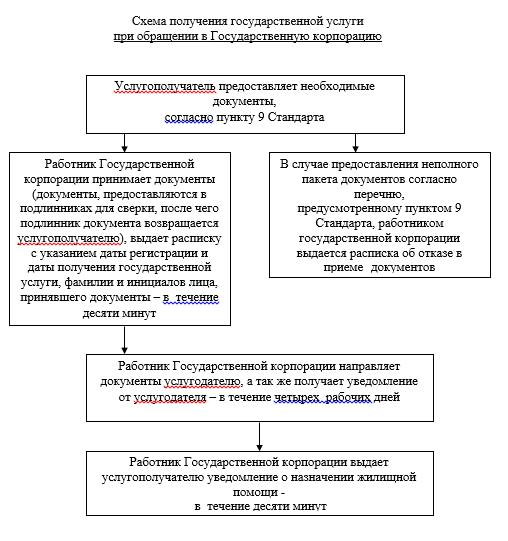 Схема получения государственной услуги
при обращении в Государственную корпорацию
Услугополучатель предоставляет необходимые
документы,
согласно пункту 9 Стандарта
Работник Государственной
корпорации принимает документы
(документы, предоставляются в
подлинниках для сверки, после чего
подлинник документа возвращается
услугополучателю), выдает расписку
с указанием даты регистрации и
даты получения государственной
услуги, фамилии и инициалов лица,
принявшего документы – в течение
десяти минут
В случае предоставления неполного
пакета документов согласно
перечню,
предусмотренному пунктом 9
Стандарта, работником
государственной корпорации
выдается расписка об отказе в
приеме документов
Работник Государственной корпорации направляет
документы услугодателю, а так же получает уведомление
от услугодателя – в течение четырех рабочих дней
Работник Государственной корпорации выдает
услугополучателю уведомление о назначении жилищной
помощи -
в течение десяти минут